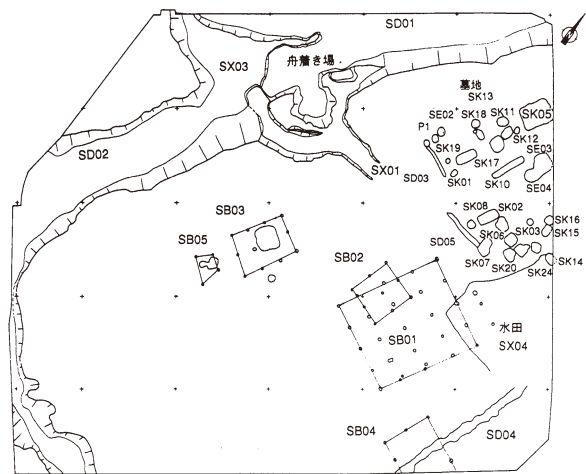 SD01
舟着き場
SX03
墓地
SK13
SE02
SK18
SK11
SK05
P1
SK12
SK19
SK17
SE03
SD02
SX01
SD03
SK01
SK10
SE04
SB03
SK08
SK02
SK16
SK03
SK15
SB05
SD05
SK06
SB02
SK07
SK20
SK14
SK24
水田
SB01
SX04
SB04
SD04